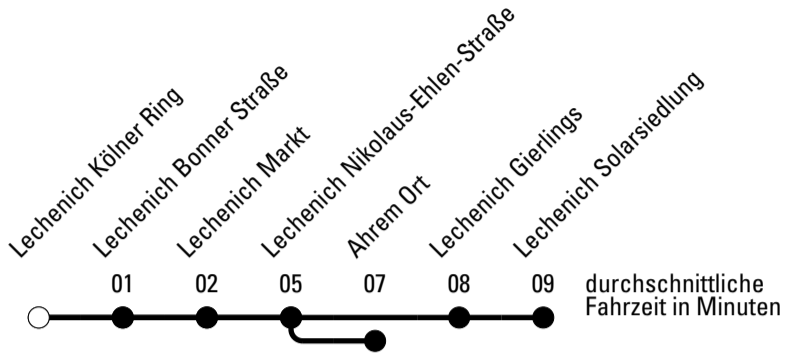 Lechenich Kölner Ring
Lechenich Bonner Straße
Lechenich Markt
Lechenich Nikolaus-Ehlen-Straße
Ahrem Ort
Lechenich Gierlings
Lechenich Solarsiedlung
01 02 05 07 08 09
durchschnittliche
Fahrzeit in Minuten